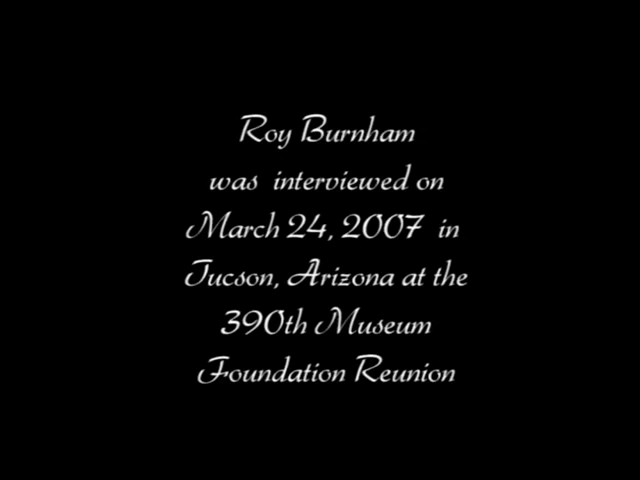 Roy Burnham
was interviewed on
March 24, 2007 in
Tucson, Arizona at the
390th Museum
Foundation Reunion